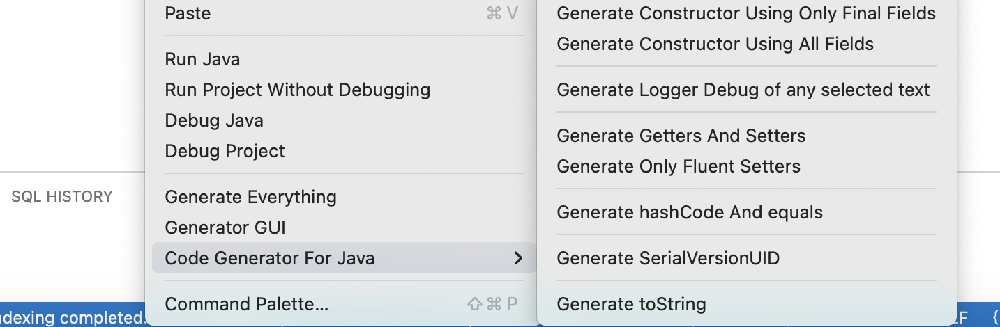 Paste ⌘ V
Run Java
Run Project Without Debugging
Debug Java
Debug Project
Generate Everything
Generator GUI
Code Generator For Java
Command Palette... ⇧ ⌘ P
Generate Constructor Using Only Final Fields
Generate Constructor Using All Fields
Generate Logger Debug of any selected text
Generate Getters And Setters
Generate Only Fluent Setters
Generate hashCode And equals
Generate SerialVersionUID
Generate toString
SQL HISTORY
completed.
{